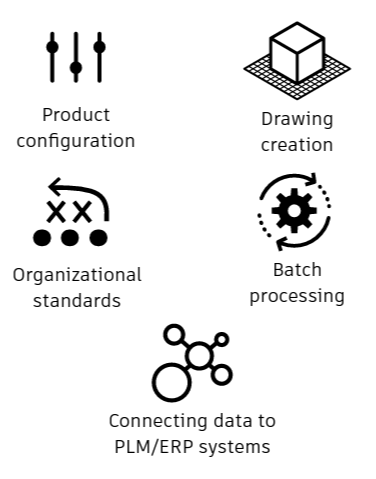 Product
configuration
Drawing
creation
Organizational
standards
Batch
processing
Connecting data to
PLM/ERP systems